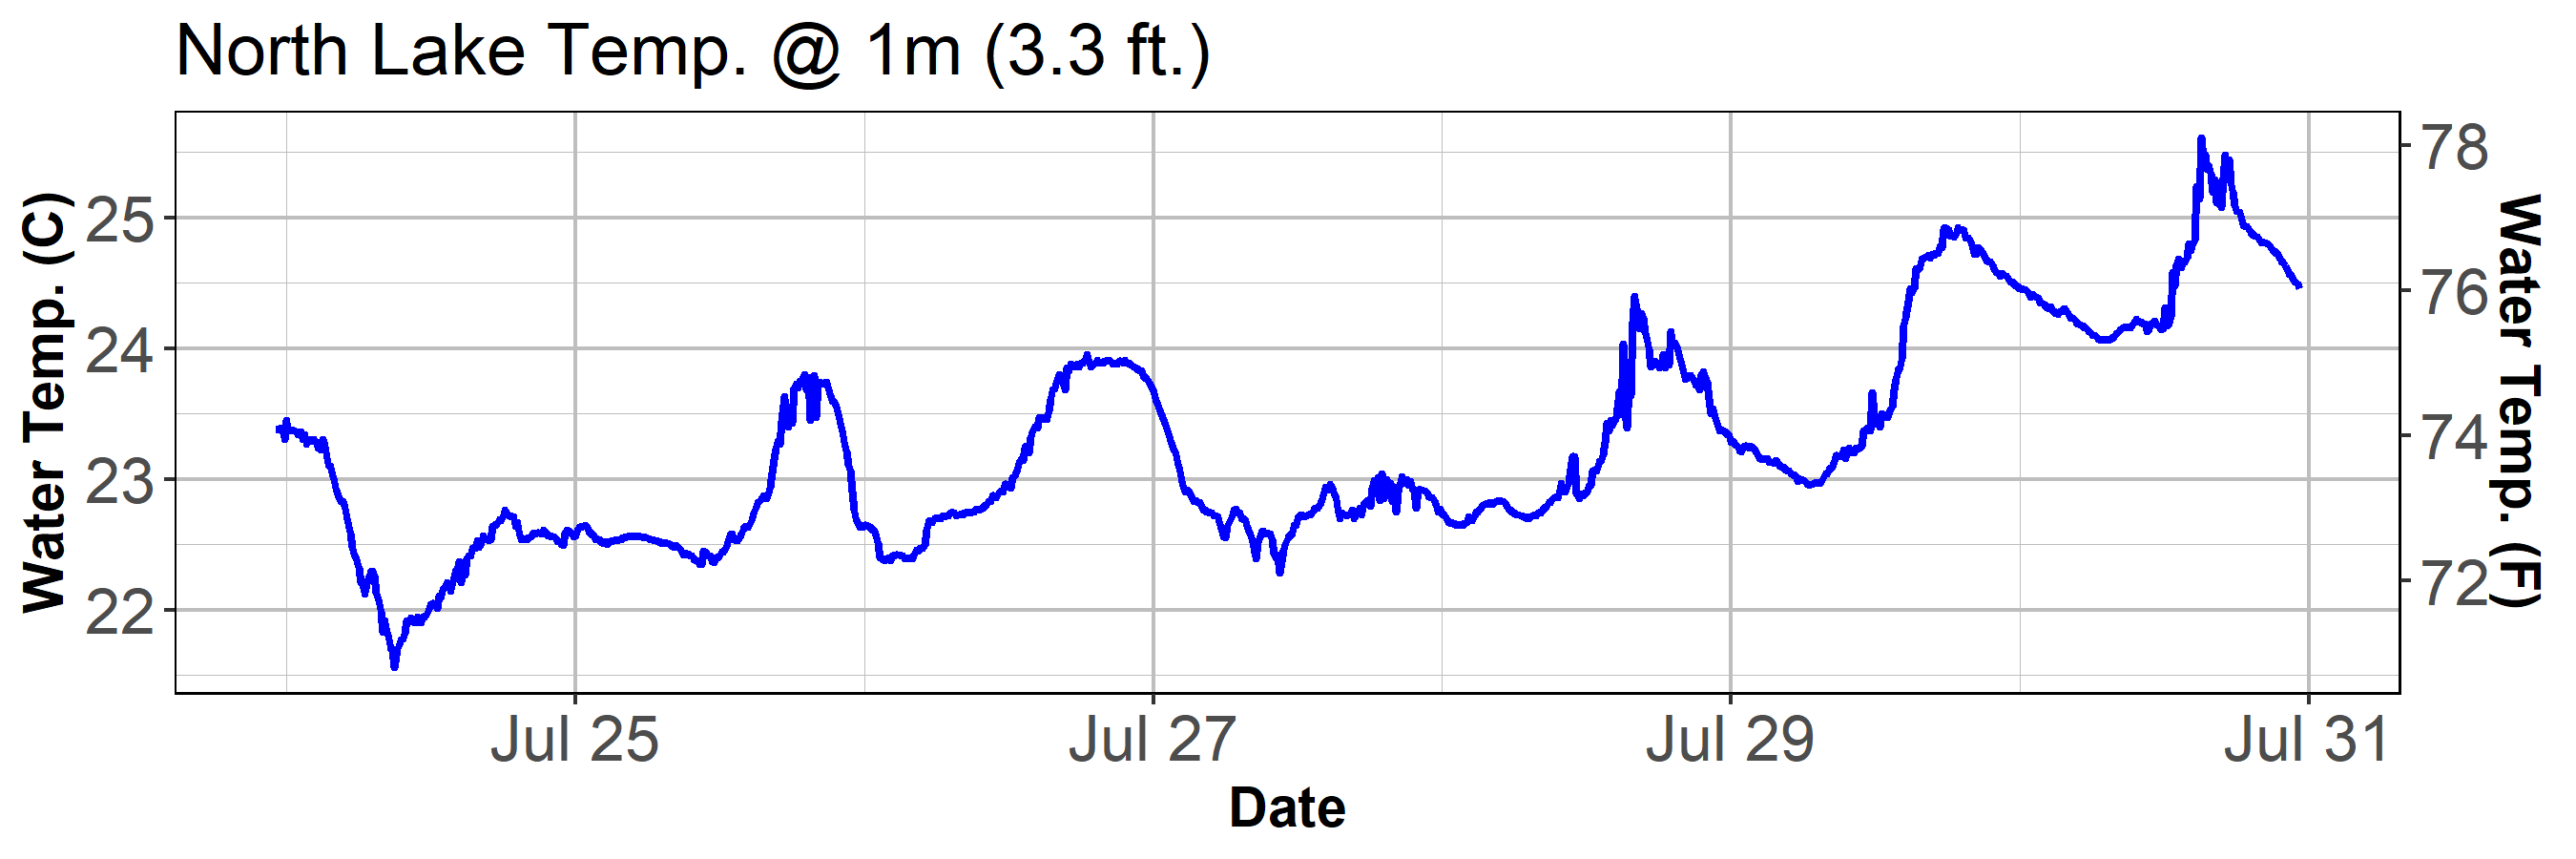 North Lake Temp. @ 1m (3.3 ft.)
Water Temp. (C)
25
24
23
22
78
76
74
72
Water Temp. (F)
Jul 25
Jul 27
Jul 29
Jul 31
Date